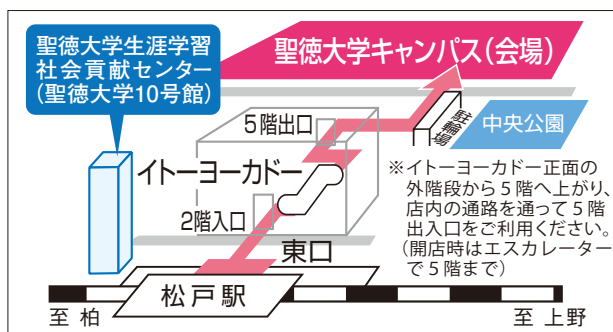 聖徳大学生涯学習
社会貢献センター
(聖徳大学10号館)
聖徳大学キャンパス(会場)
5階出口
駐輪場
中央公園
イトーヨーカドー
2階入口
※イトーヨーカドー正面の
外階段から5階へ上がり、
店内の通路を通って5階
出入口をご利用ください。
(開店時はエスカレーター
で5階まで)
東口
松戸駅
至 柏
至 上野